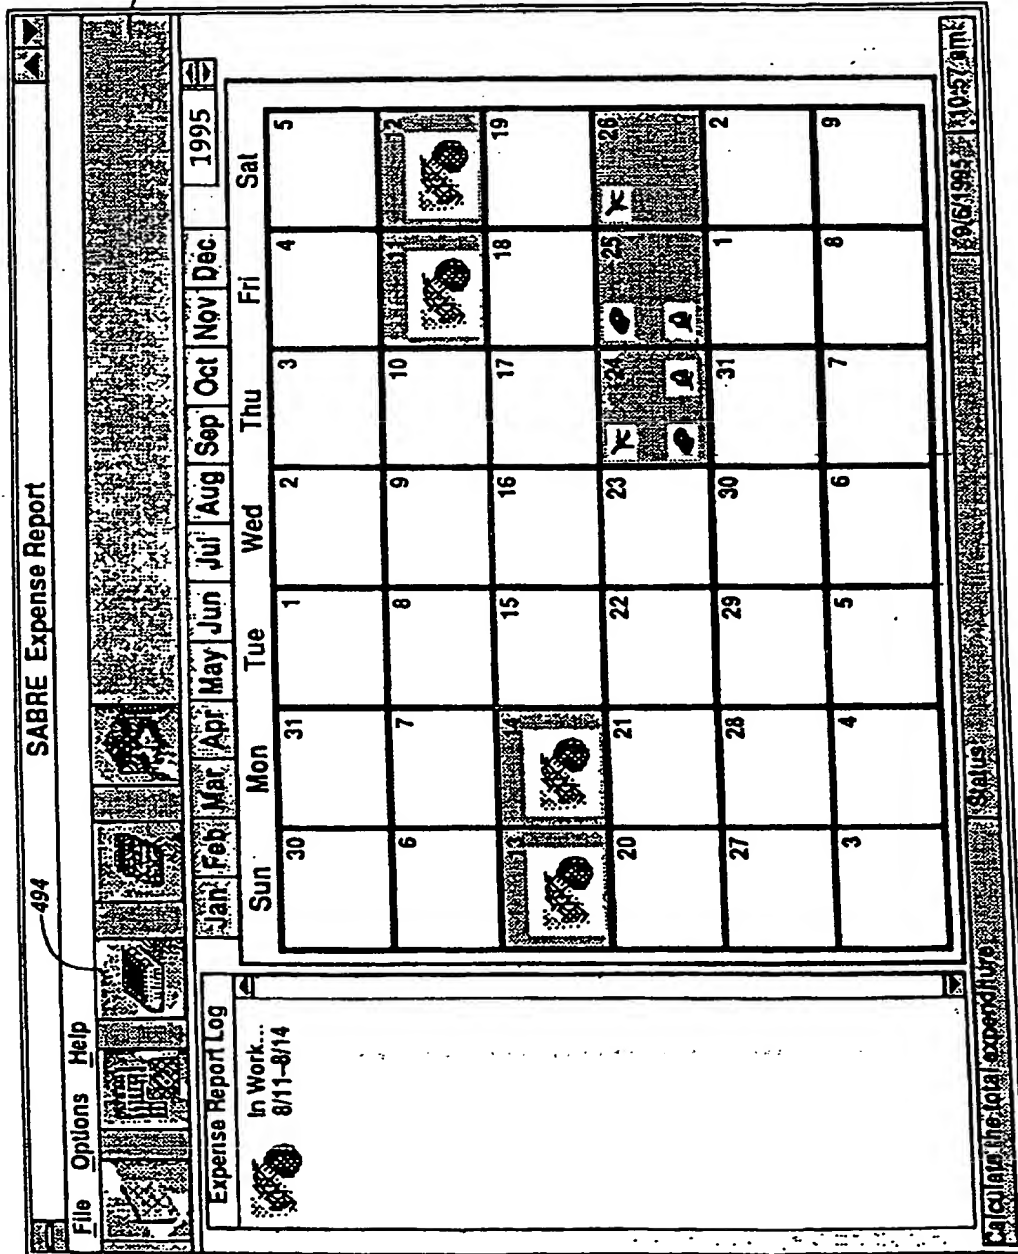 SABRE Expense Report
494
File Options Help
Expense Report Log
In Work...
8/11-8/14
Jan Feb Mar Apr May Jun Jul Aug Sep Oct Nov Dec 1995
Sun Mon Tue Wed Thu Fri Sat
30 31 1 2 3 4 5
6 7 8 9 10 11 12
13 14 15 16 17 18 19
20 21 22 23 24 25 26
27 28 29 30 31 1 2
3 4 5 6 7 8 9
Calculate the total expenditure Status 9/6/1995 10:57 am